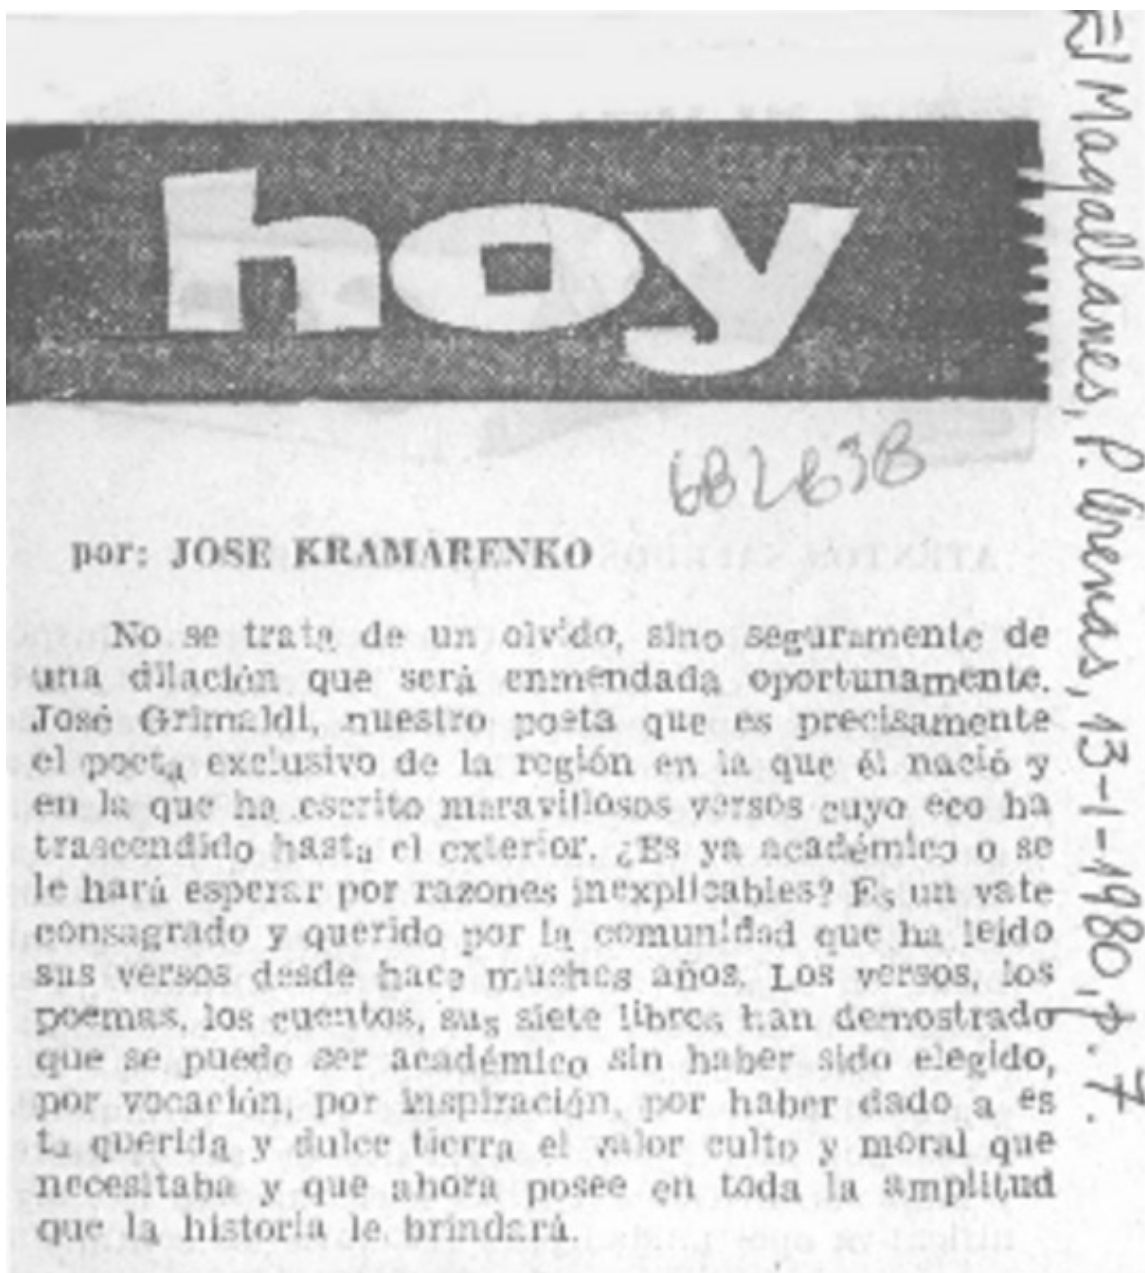 hoy
682638
por: JOSE KRAMARENKO
No se trata de un olvido, sino seguramente de
una dilación que será enmendada oportunamente.
José Grimaldi, nuestro poeta que es precisamente
el poeta exclusivo de la región en la que él nació y
en la que ha escrito maravillosos versos cuyo eco ha
trascendido hasta el exterior. ¿Es ya académico o se
le hará esperar por razones inexplicables? Es un vate
consagrado y querido por la comunidad que ha leido
sus versos desde hace muchos años. Los versos, los
poemas, los cuentos, sus siete libros han demostrado
que se puede ser académico sin haber sido elegido,
por vocación, por inspiración, por haber dado a es
ta querida y dulce tierra el valor culto y moral que
necesitaba y que ahora posee en toda la amplitud
que la historia le brindará.
El Magallanes, P. Arenas, 13-1-1980, p. 7.